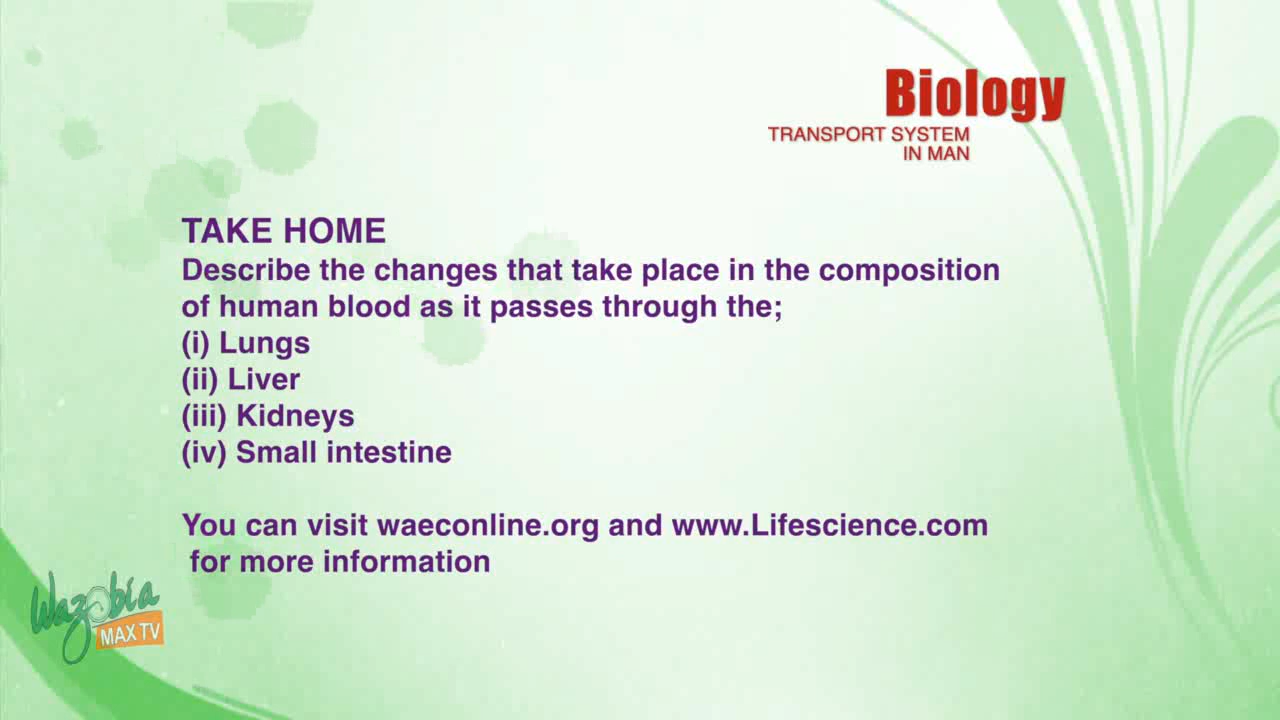 Biology
TRANSPORT SYSTEM
IN MAN
TAKE HOME
Describe the changes that take place in the composition
of human blood as it passes through the;
(i) Lungs
(ii) Liver
(iii) Kidneys
(iv) Small intestine
You can visit waeconline.org and www.Lifescience.com
for more information
Wazobia
MAX TV